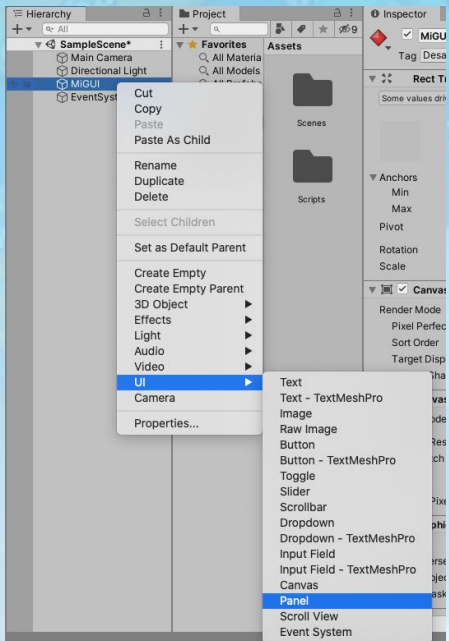 Hierarchy
All
SampleScene*
Main Camera
Directional Light
MiGUI
EventSyst
Project
9
Favorites
All Materia
All Models
Assets
Scenes
Scripts
Cut
Copy
Paste
Paste As Child
Rename
Duplicate
Delete
Select Children
Set as Default Parent
Create Empty
Create Empty Parent
3D Object
Effects
Light
Audio
Video
UI
Camera
Properties...
Text
Text - TextMeshPro
Image
Raw Image
Button
Button - TextMeshPro
Toggle
Slider
Scrollbar
Dropdown
Dropdown - TextMeshPro
Input Field
Input Field - TextMeshPro
Canvas
Panel
Scroll View
Event System
Inspector
MiGU
Tag Desa
Rect Tr
Some values driv
Anchors
Min
Max
Pivot
Rotation
Scale
Canvas
Render Mode
Pixel Perfec
Sort Order
Target Disp